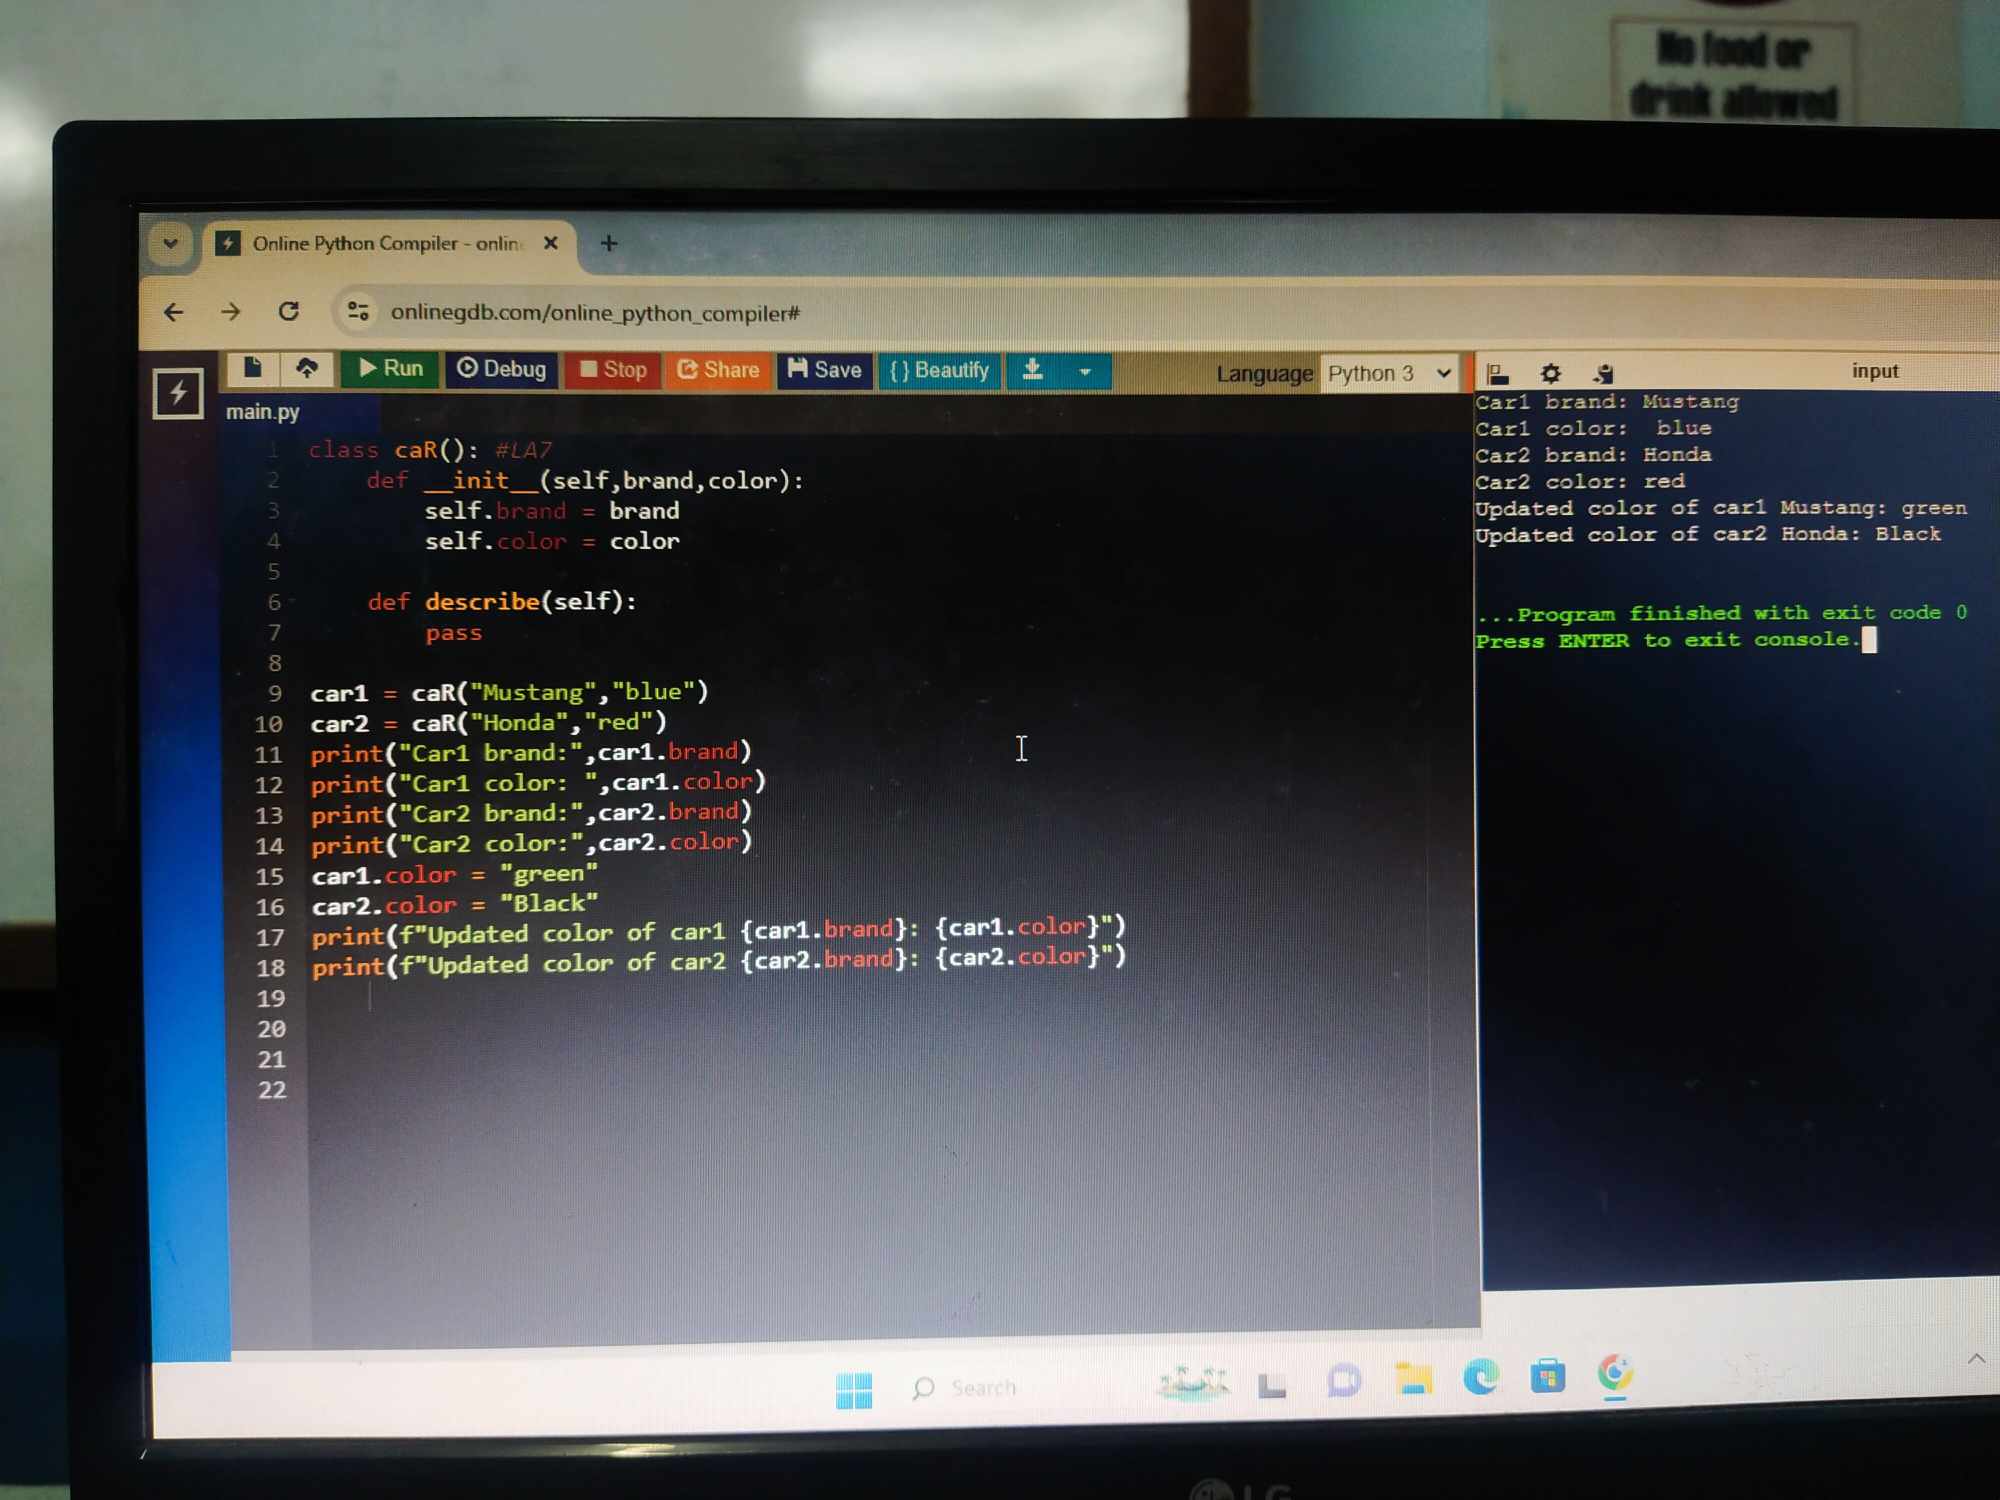 No food or
drink allowed
Online Python Compiler - onlin
onlinegdb.com/online_python_compiler#
Run Debug Stop Share Save {} Beautify Language Python 3
input
main.py
1 class caR(): #LA7
2     def __init__(self,brand,color):
3         self.brand = brand
4         self.color = color
5
6     def describe(self):
7         pass
8
9 car1 = caR("Mustang","blue")
10 car2 = caR("Honda","red")
11 print("Car1 brand:",car1.brand)
12 print("Car1 color: ",car1.color)
13 print("Car2 brand:",car2.brand)
14 print("Car2 color:",car2.color)
15 car1.color = "green"
16 car2.color = "Black"
17 print(f"Updated color of car1 {car1.brand}: {car1.color}")
18 print(f"Updated color of car2 {car2.brand}: {car2.color}")
19
20
21
22
Car1 brand: Mustang
Car1 color:  blue
Car2 brand: Honda
Car2 color: red
Updated color of car1 Mustang: green
Updated color of car2 Honda: Black
...Program finished with exit code 0
Press ENTER to exit console.
Search
LG